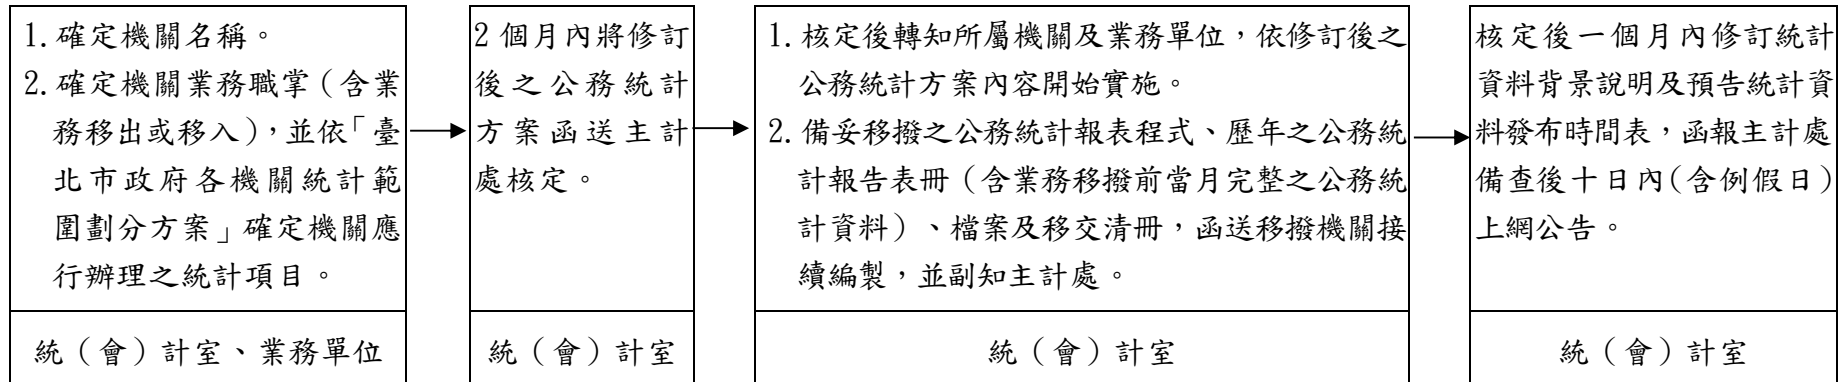 1.確定機關名稱。
2.確定機關業務職掌（含業
務移出或移入），並依「臺
北市政府各機關統計範
圍劃分方案」確定機關應
行辦理之統計項目。
統（會）計室、業務單位
2個月內將修訂
後之公務統計
方案函送主計
處核定。
統（會）計室
1.核定後轉知所屬機關及業務單位，依修訂後之
公務統計方案內容開始實施。
2.備妥移撥之公務統計報表程式、歷年之公務統
計報告表冊（含業務移撥前當月完整之公務統
計資料）、檔案及移交清冊，函送移撥機關接
續編製，並副知主計處。
統（會）計室
核定後一個月內修訂統計
資料背景說明及預告統計資
料發布時間表，函報主計處
備查後十日內(含例假日)
上網公告。
統（會）計室